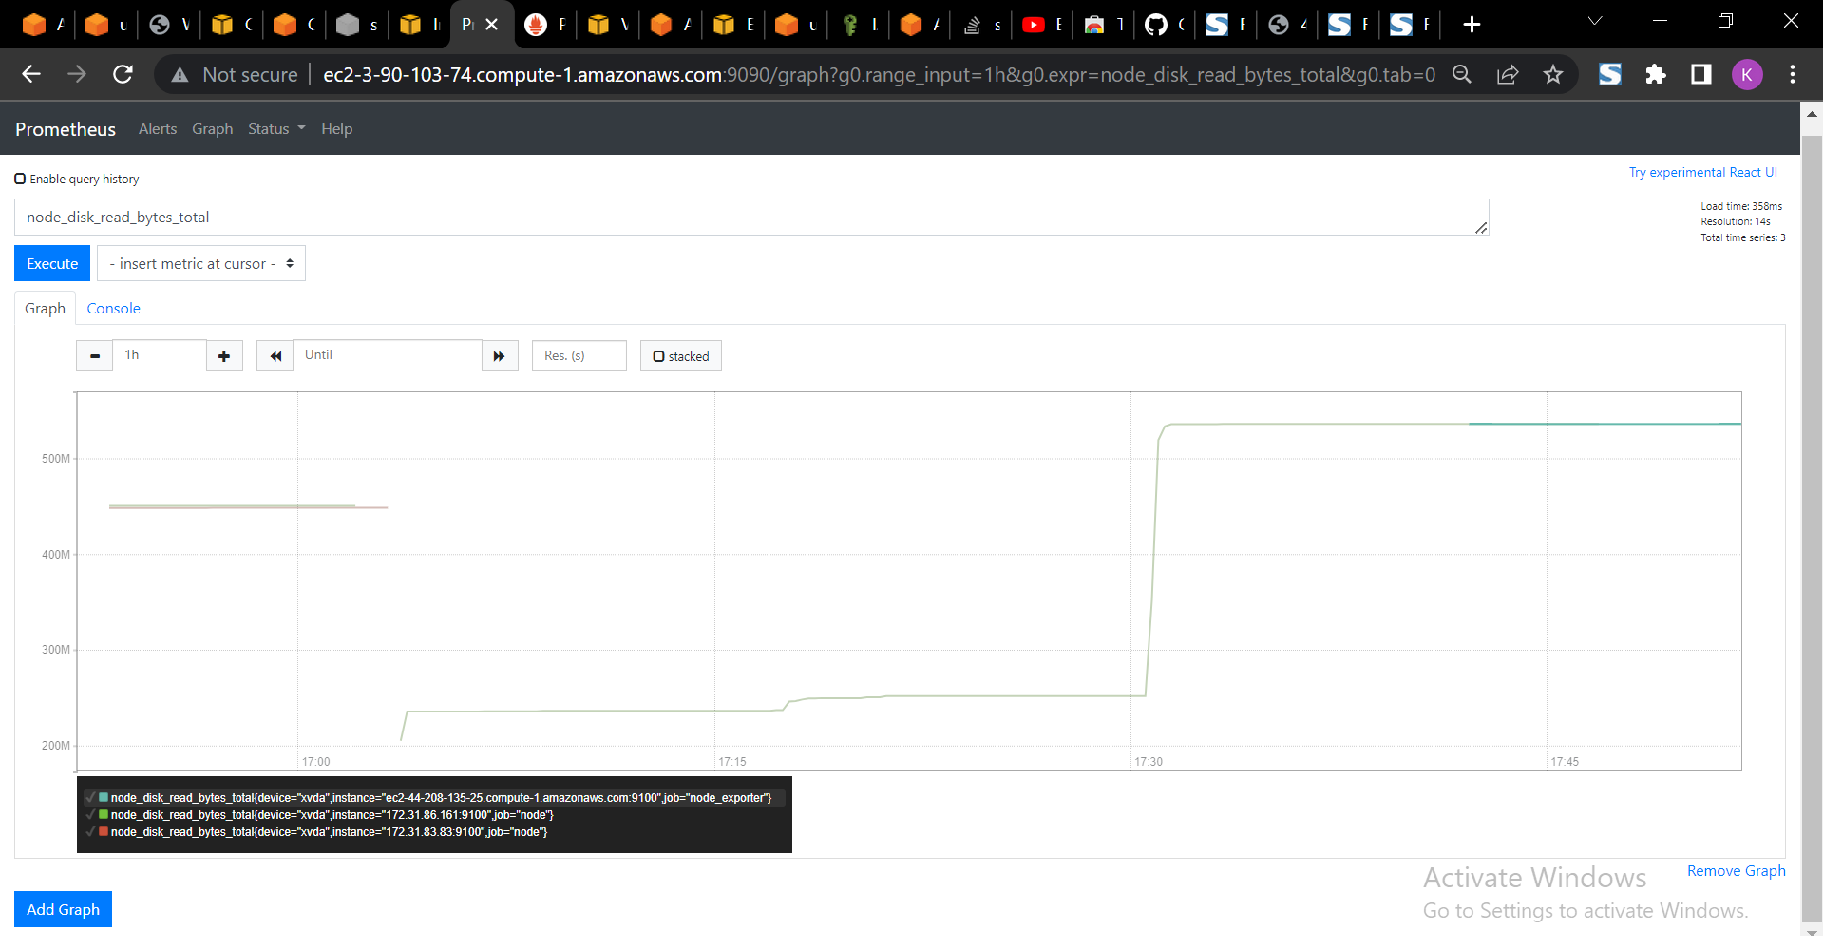 Not secure
ec2-3-90-103-74.compute-1.amazonaws.com:9090/graph?g0.range_input=1h&g0.expr=node_disk_read_bytes_total&g0.tab=0
K
Prometheus Alerts Graph Status Help
Enable query history
Try experimental React UI
node_disk_read_bytes_total
Load time: 358ms
Resolution: 14s
Total time series: 3
Execute
- insert metric at cursor -
Graph Console
1h Until Res. (s) stacked
500M
400M
300M
200M
17:00 17:15 17:30 17:45
node_disk_read_bytes_total{device="xvda",instance="ec2-44-208-135-25.compute-1.amazonaws.com:9100",job="node_exporter"}
node_disk_read_bytes_total{device="xvda",instance="172.31.86.161:9100",job="node"}
node_disk_read_bytes_total{device="xvda",instance="172.31.83.83:9100",job="node"}
Remove Graph
Add Graph
Activate Windows
Go to Settings to activate Windows.